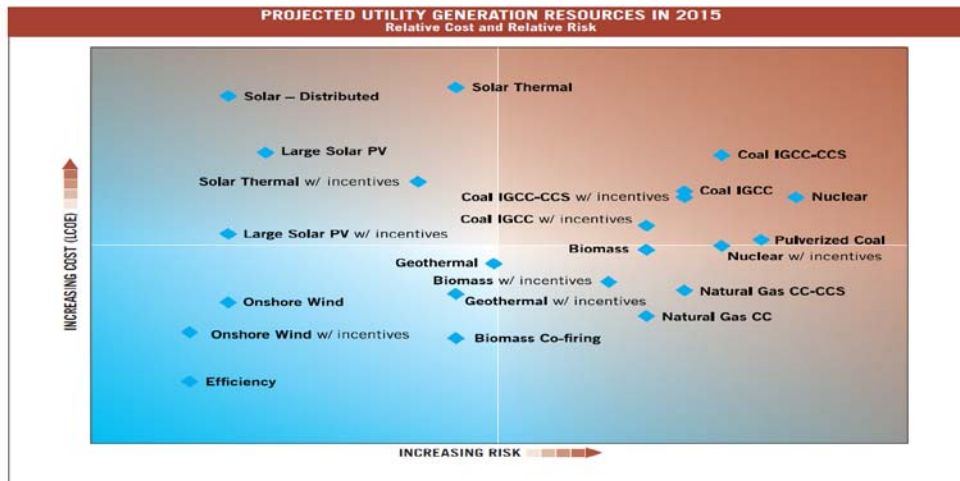 PROJECTED UTILITY GENERATION RESOURCES IN 2015
Relative Cost and Relative Risk
Solar Thermal
Solar – Distributed
Large Solar PV
Coal IGCC-CCS
Solar Thermal w/ incentives
Coal IGCC
Coal IGCC-CCS w/ incentives
Nuclear
Coal IGCC w/ incentives
Large Solar PV w/ incentives
Pulverized Coal
Biomass
Nuclear w/ incentives
Geothermal
Biomass w/ incentives
Natural Gas CC-CCS
Onshore Wind
Geothermal w/ incentives
Natural Gas CC
Onshore Wind w/ incentives
Biomass Co-firing
Efficiency
INCREASING COST (LCOE)
INCREASING RISK